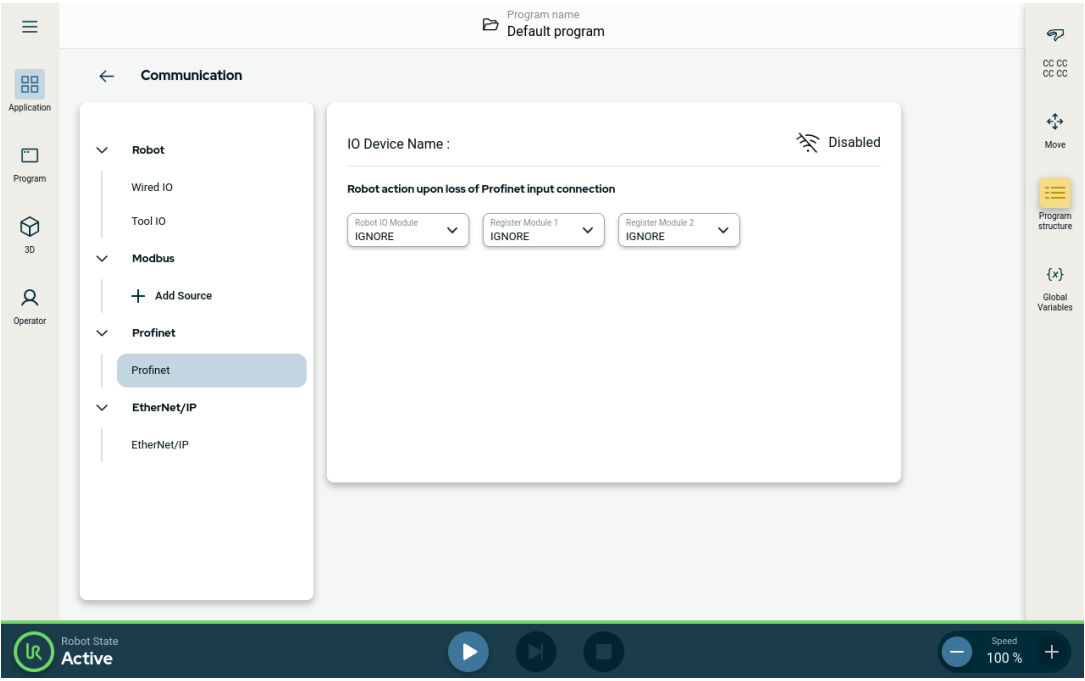 Program name
Default program
Application
Program
3D
Operator
Communication
Robot
Wired IO
Tool IO
Modbus
Add Source
Profinet
Profinet
EtherNet/IP
EtherNet/IP
IO Device Name :
Disabled
Robot action upon loss of Profinet input connection
Robot IO Module
IGNORE
Register Module 1
IGNORE
Register Module 2
IGNORE
CC CC
CC CC
Move
Program
structure
{x}
Global
Variables
UR
Robot State
Active
Speed
100 %